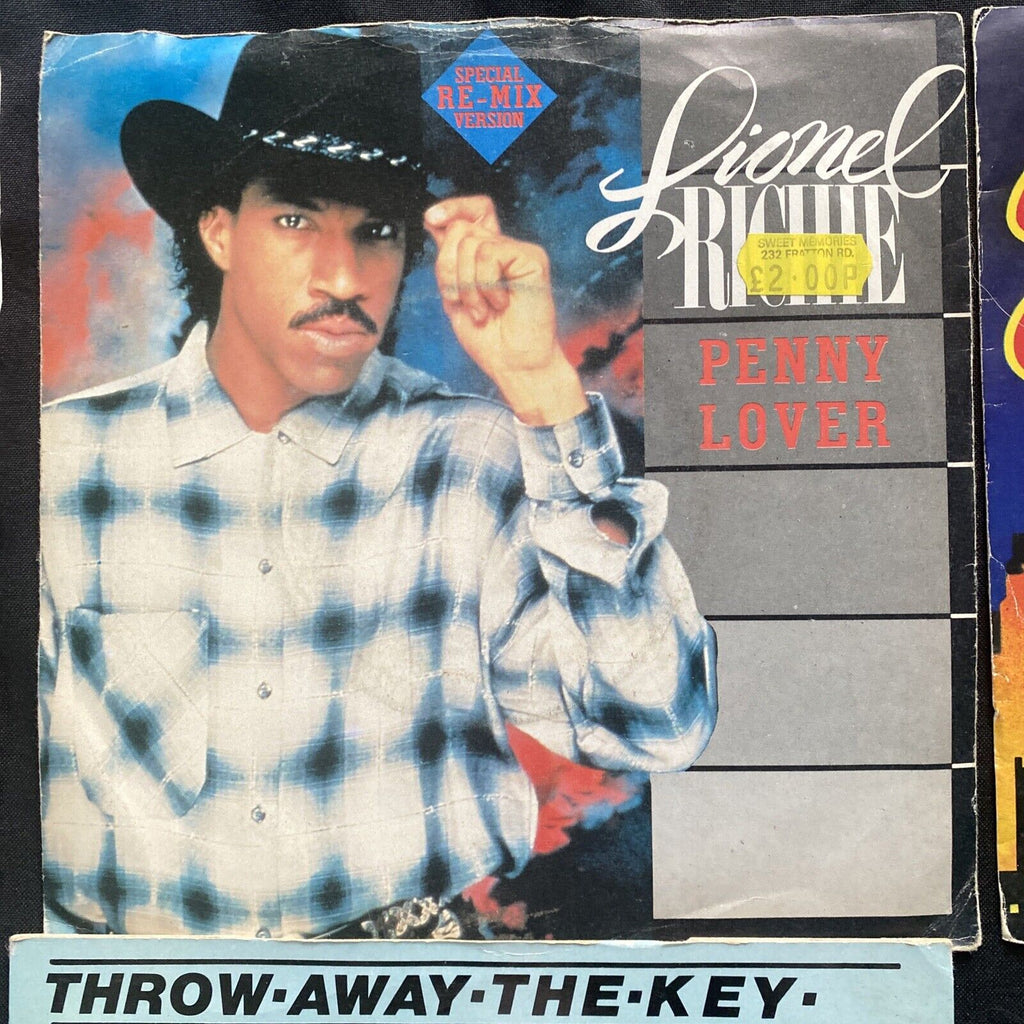 SPECIAL
RE-MIX
VERSION
Lionel
RICHIE
SWEET MEMORIES
232 FRATTON RD.
£2·00P
PENNY
LOVER
THROW·AWAY·THE·KEY·